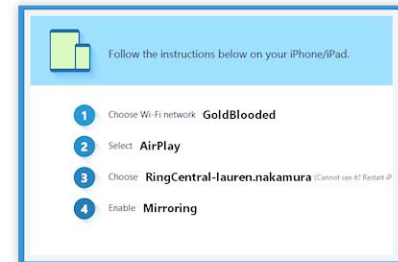 Follow the instructions below on your iPhone/iPad.
1 Choose Wi-Fi network GoldBlooded
2 Select AirPlay
3 Choose RingCentral-lauren.nakamura (Cannot see it? Restart iP
4 Enable Mirroring